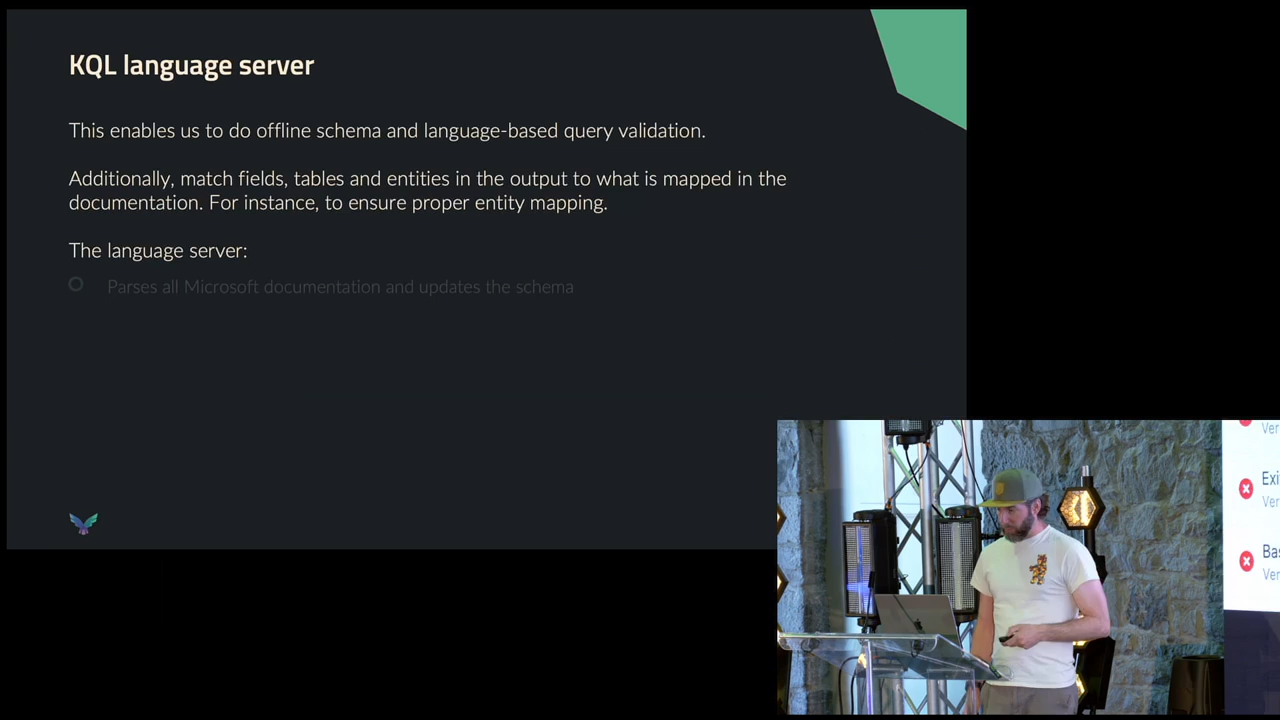 KQL language server
This enables us to do offline schema and language-based query validation.
Additionally, match fields, tables and entities in the output to what is mapped in the
documentation. For instance, to ensure proper entity mapping.
The language server:
Parses all Microsoft documentation and updates the schema